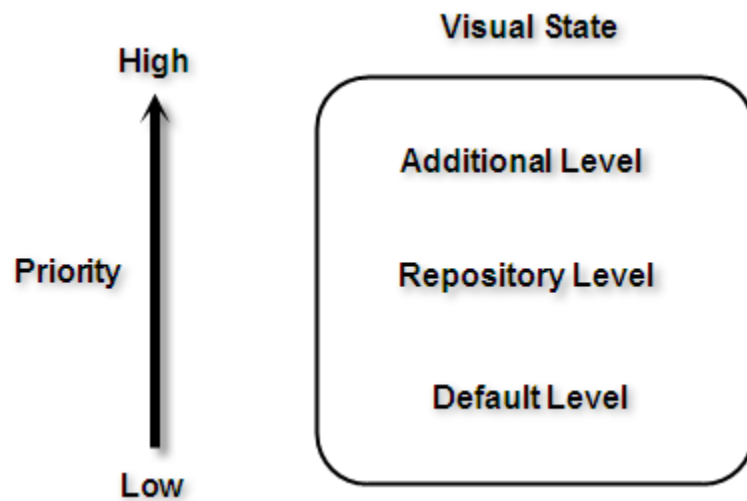 Visual State
High
Additional Level
Priority
Repository Level
Default Level
Low